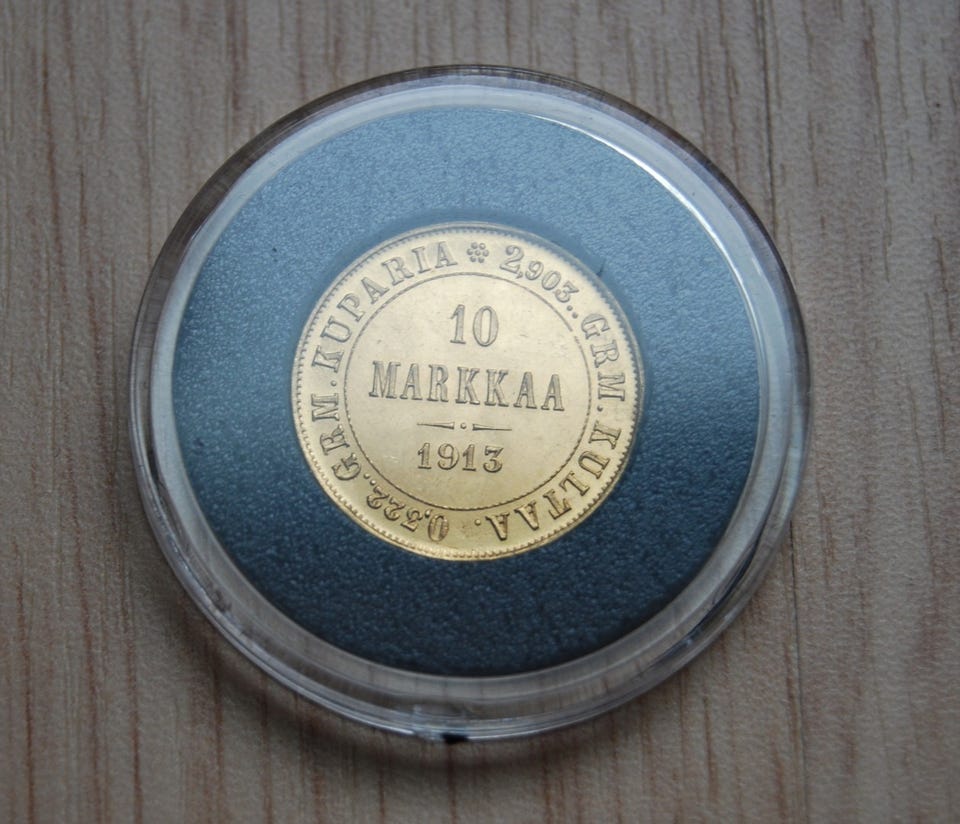 10
MARKKAA
1913
2,903.. GRM. KULTAA. 0,322.. GRM. KUPARIA